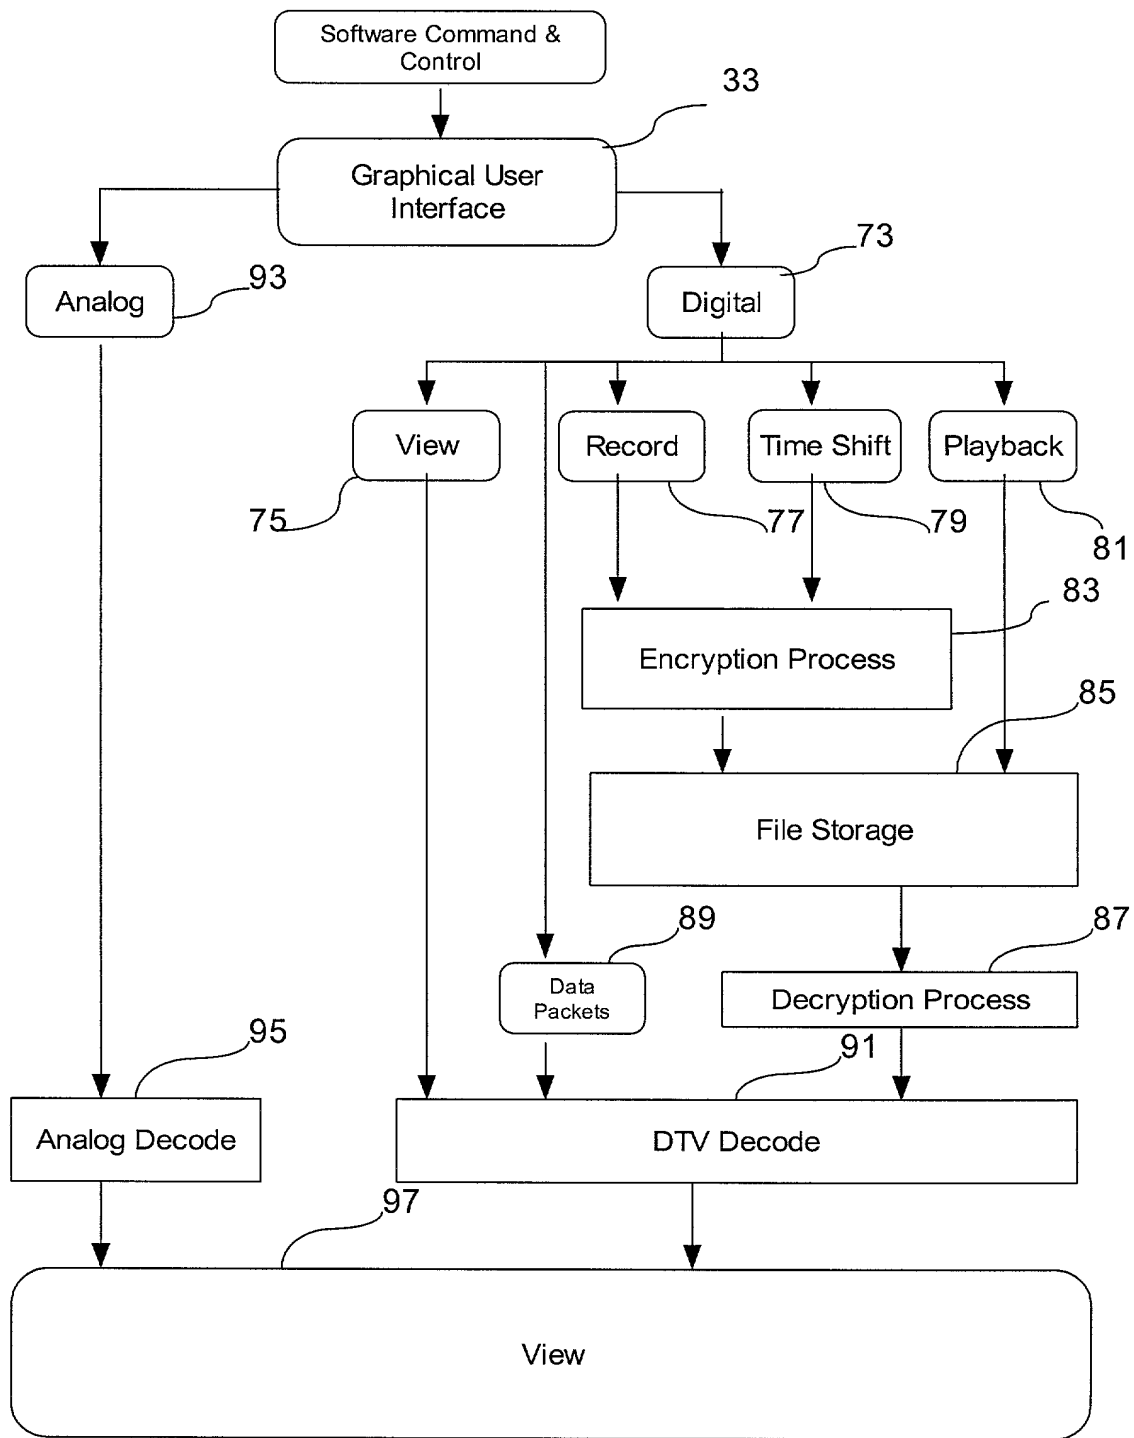 Software Command &
Control
33
Graphical User
Interface
73
93
Analog
Digital
View
Record
Time Shift
Playback
75
77
79
81
83
Encryption Process
85
File Storage
89
87
Data
Packets
Decryption Process
95
91
Analog Decode
DTV Decode
97
View